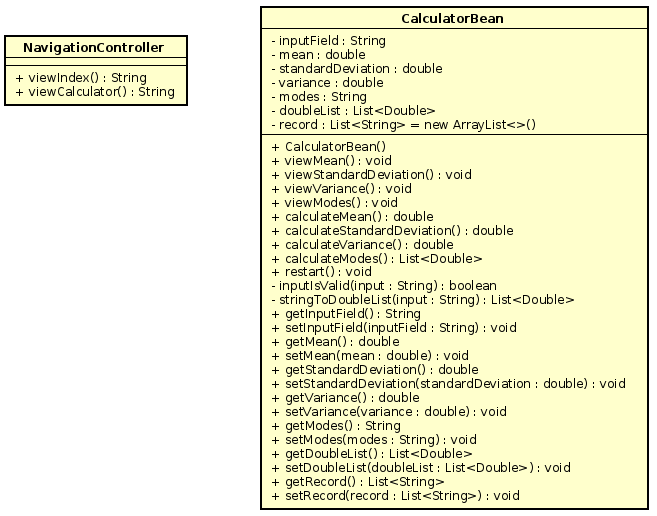 NavigationController
+ viewIndex() : String
+ viewCalculator() : String
CalculatorBean
- inputField : String
- mean : double
- standardDeviation : double
- variance : double
- modes : String
- doubleList : List<Double>
- record : List<String> = new ArrayList<>()
+ CalculatorBean()
+ viewMean() : void
+ viewStandardDeviation() : void
+ viewVariance() : void
+ viewModes() : void
+ calculateMean() : double
+ calculateStandardDeviation() : double
+ calculateVariance() : double
+ calculateModes() : List<Double>
+ restart() : void
- inputIsValid(input : String) : boolean
- stringToDoubleList(input : String) : List<Double>
+ getInputField() : String
+ setInputField(inputField : String) : void
+ getMean() : double
+ setMean(mean : double) : void
+ getStandardDeviation() : double
+ setStandardDeviation(standardDeviation : double) : void
+ getVariance() : double
+ setVariance(variance : double) : void
+ getModes() : String
+ setModes(modes : String) : void
+ getDoubleList() : List<Double>
+ setDoubleList(doubleList : List<Double>) : void
+ getRecord() : List<String>
+ setRecord(record : List<String>) : void